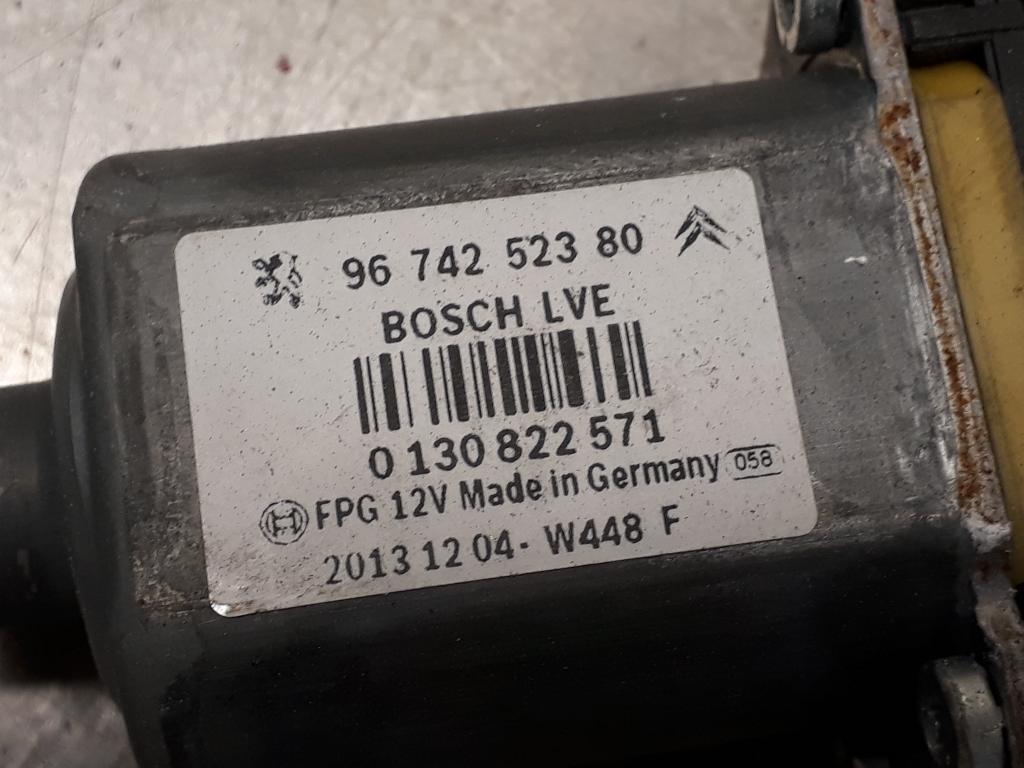 96 742 523 80
BOSCH LVE
0 130 822 571
FPG 12V Made in Germany 058
2013 12 04 - W448 F